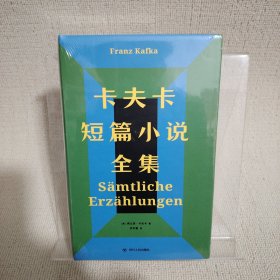 Franz Kafka
卡夫卡
短篇小说
全集
Sämtliche
Erzählungen